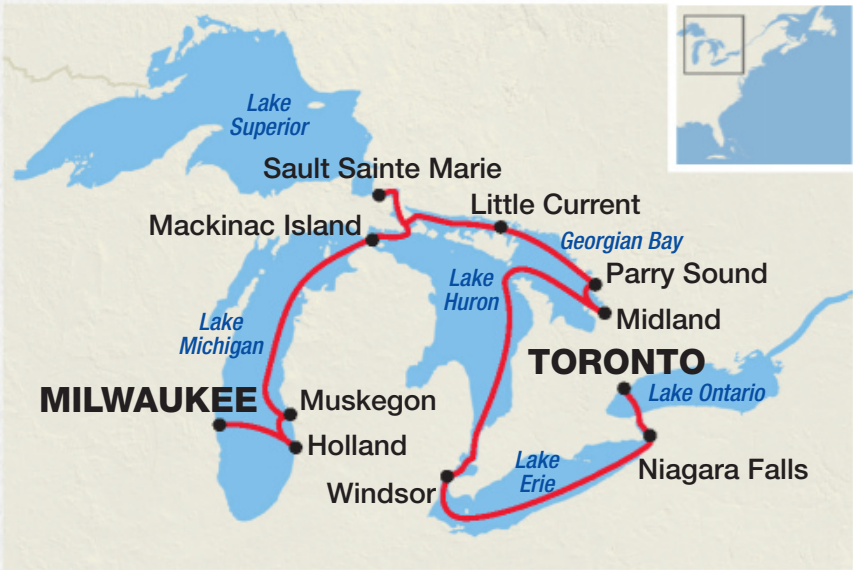 Lake
Superior
Sault Sainte Marie
Little Current
Mackinac Island
Georgian Bay
Parry Sound
Lake
Huron
Midland
Lake
Michigan
TORONTO
MILWAUKEE
Muskegon
Lake Ontario
Holland
Lake
Erie
Niagara Falls
Windsor